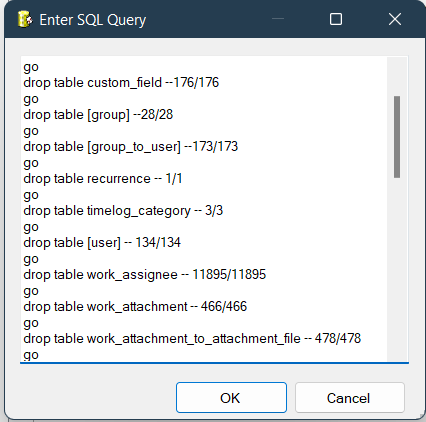 Enter SQL Query
go
drop table custom_field --176/176
go
drop table [group] --28/28
go
drop table [group_to_user] --173/173
go
drop table recurrence -- 1/1
go
drop table timelog_category -- 3/3
go
drop table [user] -- 134/134
go
drop table work_assignee -- 11895/11895
go
drop table work_attachment -- 466/466
go
drop table work_attachment_to_attachment_file -- 478/478
go
OK
Cancel